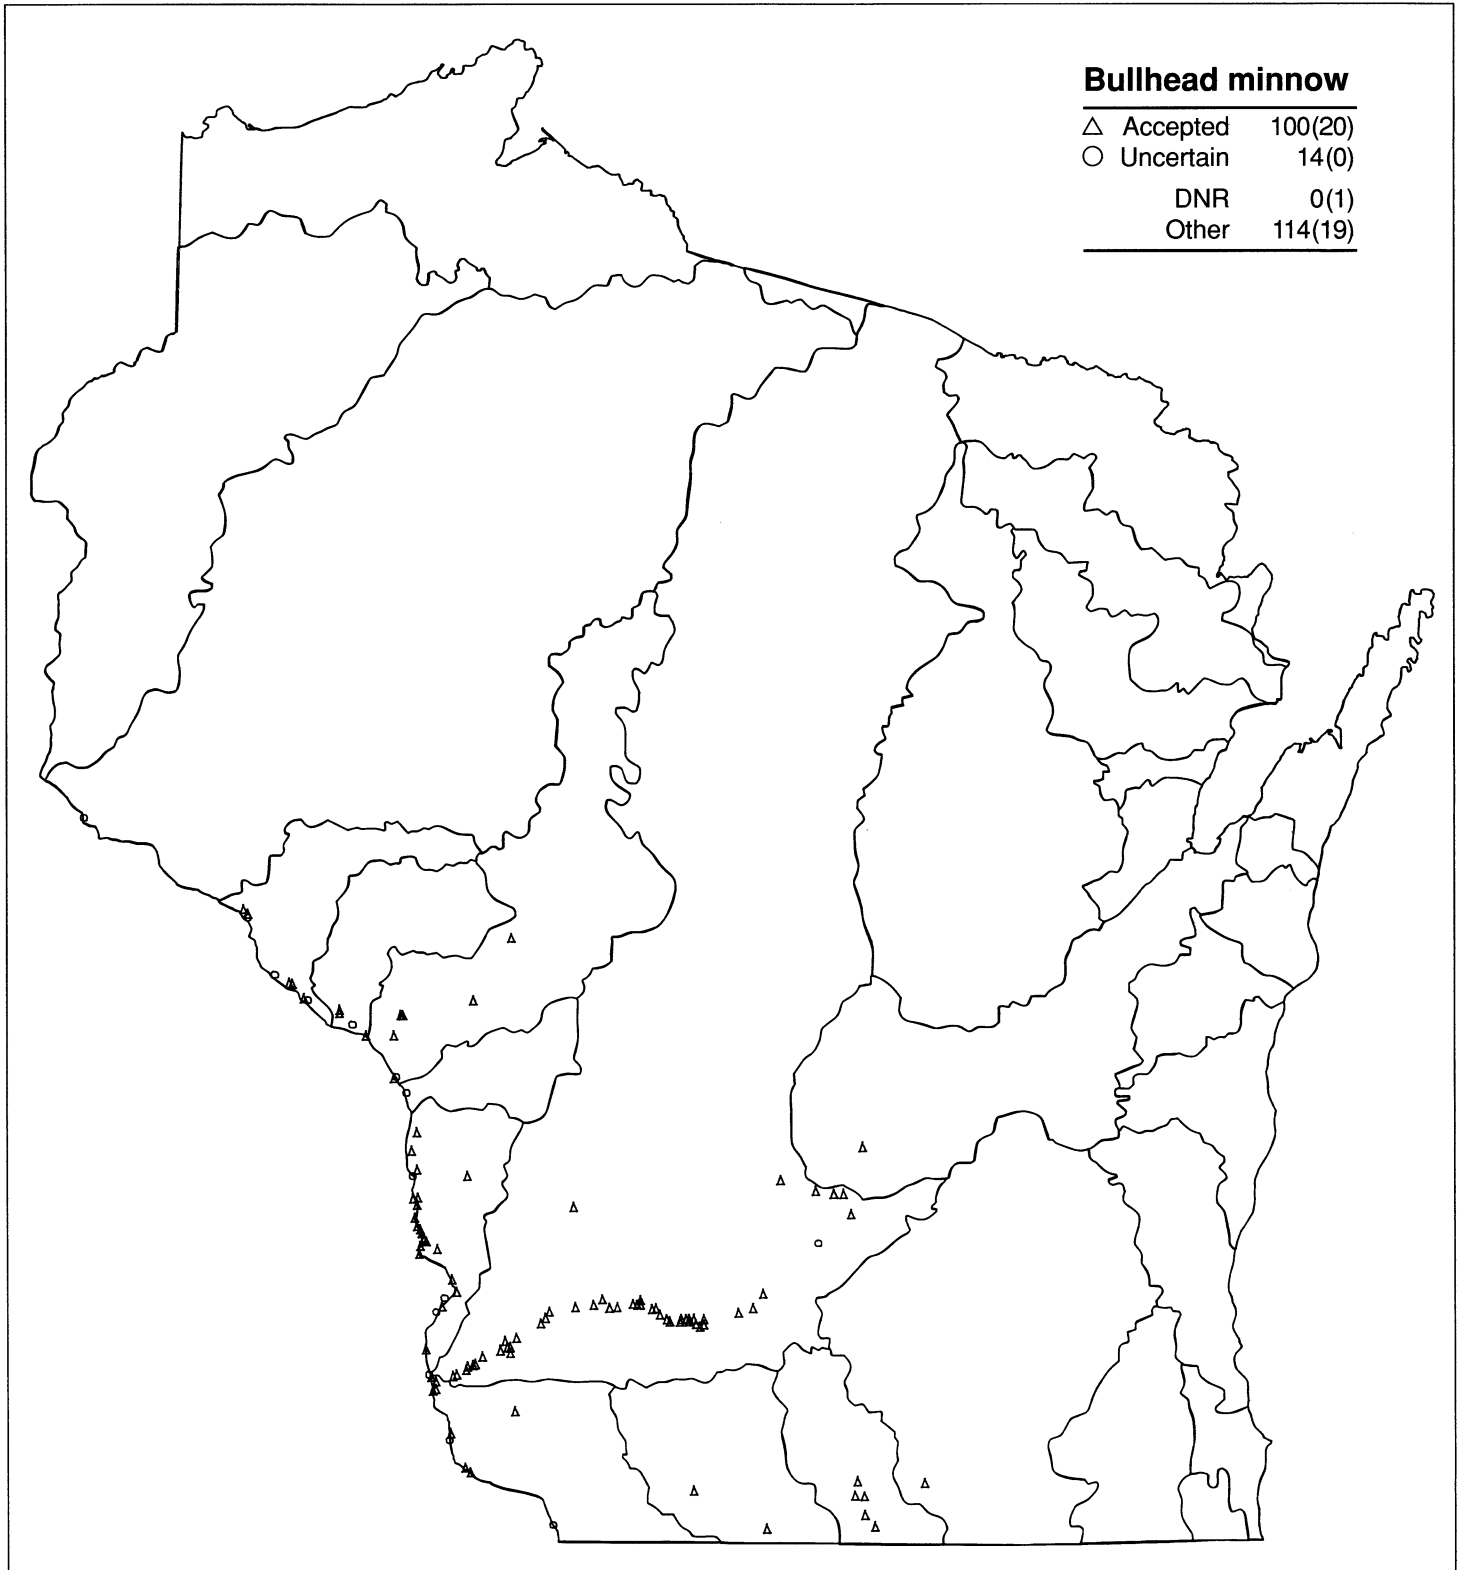 Bullhead minnow
△ Accepted 100(20)
○ Uncertain 14(0)
DNR 0(1)
Other 114(19)